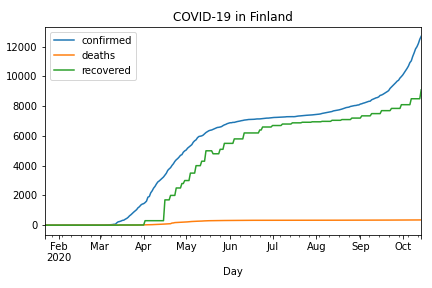 COVID-19 in Finland
confirmed
deaths
recovered
12000
10000
8000
6000
4000
2000
0
Feb Mar Apr May Jun Jul Aug Sep Oct
2020
Day